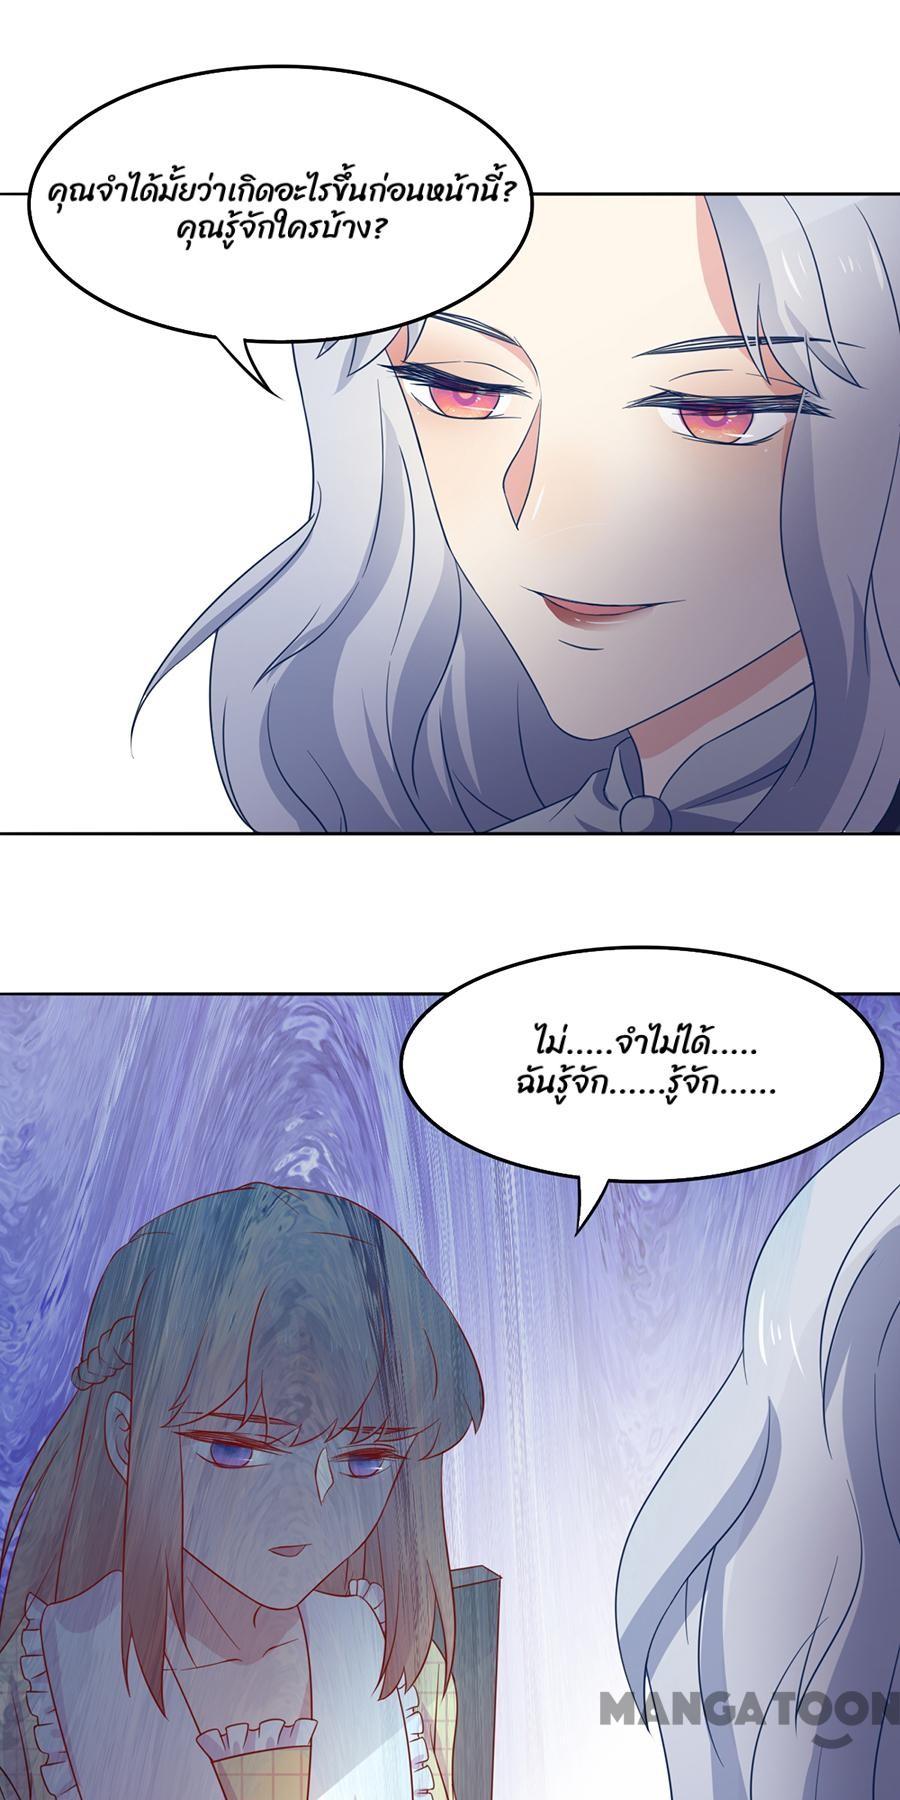 คุณจำได้มั้ยว่าเกิดอะไรขึ้นก่อนหน้านี้?
คุณรู้จักใครบ้าง?
ไม่.....จำไม่ได้.....
ฉันรู้จัก......รู้จัก......
MANGATOON